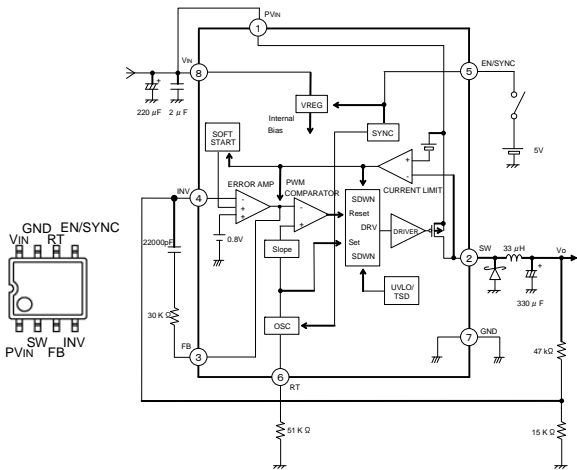 PVIN
1
VIN
8
220 μF
2 μF
+
VREG
Internal
Bias
SYNC
5
EN/SYNC
5V
SOFT
START
INV
4
ERROR AMP
-
+
+
0.8V
PWM
COMPARATOR
-
+
CURRENT LIMIT
+
-
SDWN
Reset
DRV
Set
SDWN
DRIVER
Slope
OSC
UVLO/
TSD
2
SW
33 μH
Vo
+
330 μF
7
GND
22000pF
30 KΩ
FB
3
6
RT
51 KΩ
47 kΩ
15 KΩ
GND EN/SYNC
VIN RT
PVIN SW FB INV